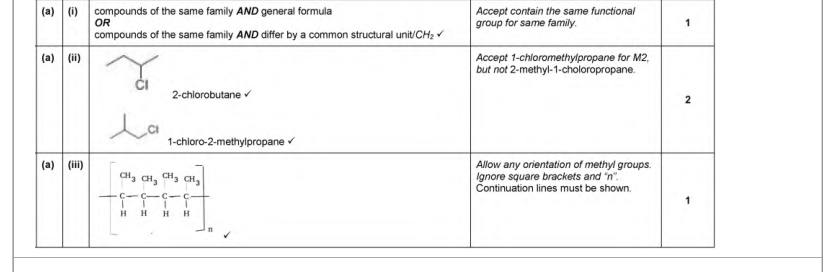 (a) (i) compounds of the same family AND general formula
OR
compounds of the same family AND differ by a common structural unit/CH₂ ✓
Accept contain the same functional
group for same family.
1
(a) (ii)
Cl
2-chlorobutane ✓
Cl
1-chloro-2-methylpropane ✓
Accept 1-chloromethylpropane for M2,
but not 2-methyl-1-choloropropane.
2
(a) (iii)
CH₃ CH₃ CH₃ CH₃
C C C C
H H H H
n ✓
Allow any orientation of methyl groups.
Ignore square brackets and "n".
Continuation lines must be shown.
1